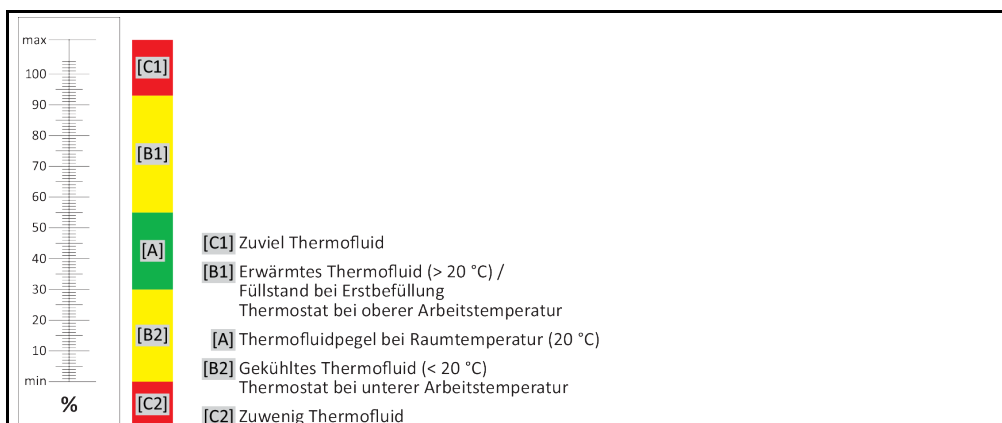 max
100
90
80
70
60
50
40
30
20
10
min
%
[C1]
[B1]
[A]
[B2]
[C2]
[C1] Zuviel Thermofluid
[B1] Erwärmtes Thermofluid (> 20 °C) /
Füllstand bei Erstbefüllung
Thermostat bei oberer Arbeitstemperatur
[A] Thermofluidpegel bei Raumtemperatur (20 °C)
[B2] Gekühltes Thermofluid (< 20 °C)
Thermostat bei unterer Arbeitstemperatur
[C2] Zuwenig Thermofluid